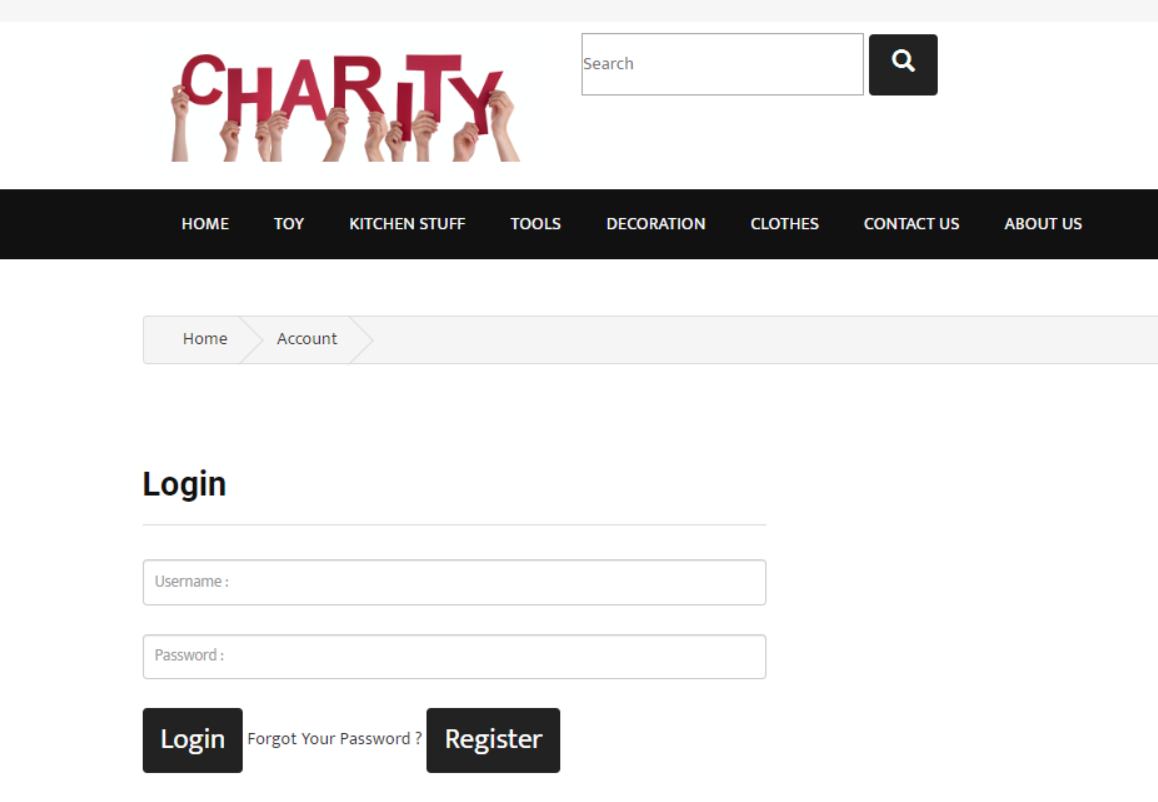 CHARITY
Search
HOME TOY KITCHEN STUFF TOOLS DECORATION CLOTHES CONTACT US ABOUT US
Home Account
Login
Username :
Password :
Login Forgot Your Password ? Register